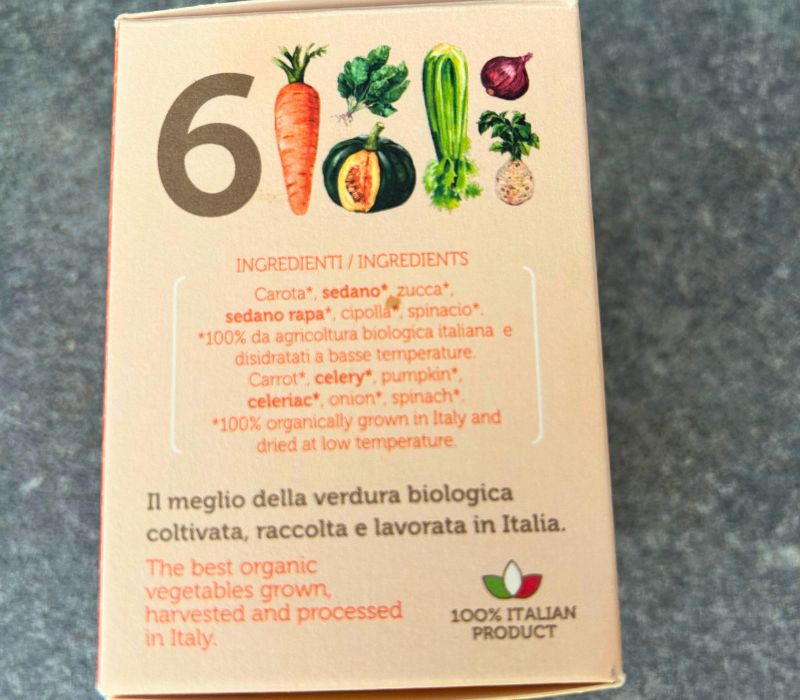 6
INGREDIENTI / INGREDIENTS
Carota*, sedano*, zucca*,
sedano rapa*, cipolla*, spinacio*.
*100% da agricoltura biologica italiana e
disidratati a basse temperature.
Carrot*, celery*, pumpkin*,
celeriac*, onion*, spinach*.
*100% organically grown in Italy and
dried at low temperature.
Il meglio della verdura biologica
coltivata, raccolta e lavorata in Italia.
The best organic
vegetables grown,
harvested and processed
in Italy.
100% ITALIAN
PRODUCT